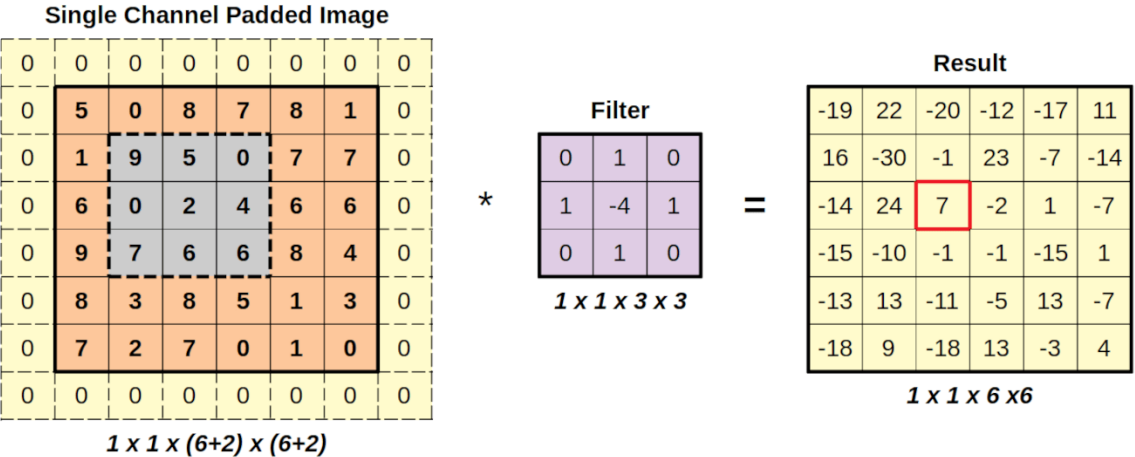 Single Channel Padded Image
0 0 0 0 0 0 0 0
0 5 0 8 7 8 1 0
0 1 9 5 0 7 7 0
0 6 0 2 4 6 6 0
0 9 7 6 6 8 4 0
0 8 3 8 5 1 3 0
0 7 2 7 0 1 0 0
0 0 0 0 0 0 0 0
1 x 1 x (6+2) x (6+2)
*
Filter
0 1 0
1 -4 1
0 1 0
1 x 1 x 3 x 3
=
Result
-19 22 -20 -12 -17 11
16 -30 -1 23 -7 -14
-14 24 7 -2 1 -7
-15 -10 -1 -1 -15 1
-13 13 -11 -5 13 -7
-18 9 -18 13 -3 4
1 x 1 x 6 x6